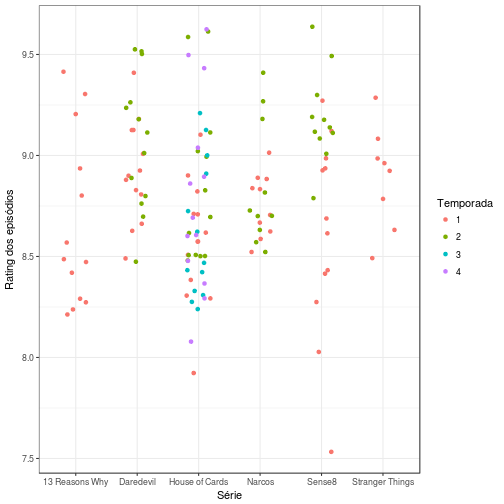 9.5
9.0
8.5
8.0
7.5
Rating dos episódios
13 Reasons Why Daredevil House of Cards Narcos Sense8 Stranger Things
Série
Temporada
1
2
3
4